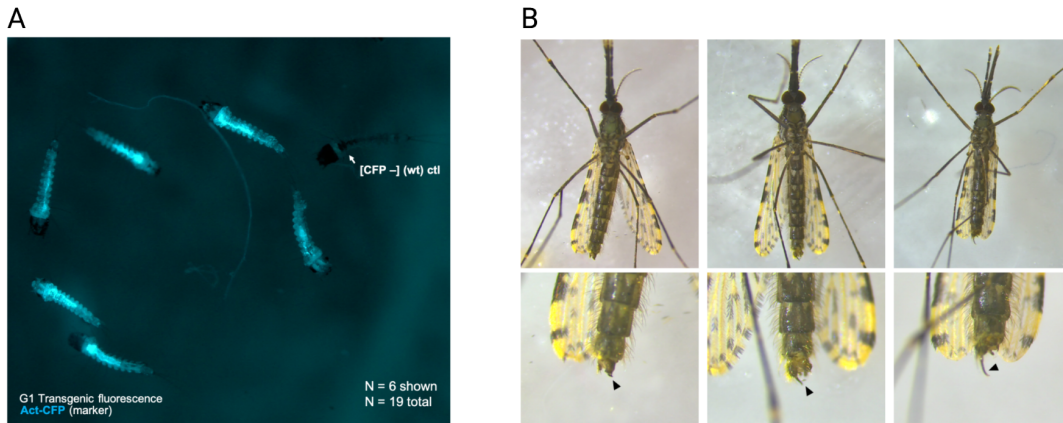 A
B
[CFP –] (wt) ctl
N = 6 shown
N = 19 total
G1 Transgenic fluorescence
Act-CFP (marker)